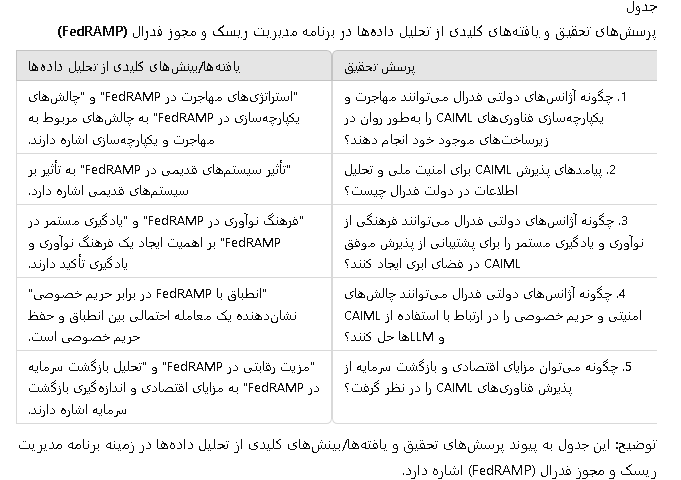 جدول
پرسش‌های تحقیق و یافته‌های کلیدی از تحلیل داده‌ها در برنامه مدیریت ریسک و مجوز فدرال (FedRAMP)
پرسش تحقیق
یافته‌ها/بینش‌های کلیدی از تحلیل داده‌ها
1. چگونه آژانس‌های دولتی فدرال می‌توانند مهاجرت و
یکپارچه‌سازی فناوری‌های CAIML را به‌طور روان در
زیرساخت‌های موجود خود انجام دهند؟
"استراتژی‌های مهاجرت در FedRAMP" و "چالش‌های
یکپارچه‌سازی در FedRAMP" به چالش‌های مربوط به
مهاجرت و یکپارچه‌سازی اشاره دارند.
2. پیامدهای پذیرش CAIML برای امنیت ملی و تحلیل
اطلاعات در دولت فدرال چیست؟
"تأثیر سیستم‌های قدیمی در FedRAMP" به تأثیر بر
سیستم‌های قدیمی اشاره دارد.
3. چگونه آژانس‌های دولتی فدرال می‌توانند فرهنگی از
نوآوری و یادگیری مستمر را برای پشتیبانی از پذیرش موفق
CAIML در فضای ابری ایجاد کنند؟
"فرهنگ نوآوری در FedRAMP" و "یادگیری مستمر در
FedRAMP" بر اهمیت ایجاد یک فرهنگ نوآوری و
یادگیری تأکید دارند.
4. چگونه آژانس‌های دولتی فدرال می‌توانند چالش‌های
امنیتی و حریم خصوصی را در ارتباط با استفاده از CAIML
و LLMها حل کنند؟
"انطباق با FedRAMP در برابر حریم خصوصی"
نشان‌دهنده یک معامله احتمالی بین انطباق و حفظ
حریم خصوصی است.
5. چگونه می‌توان مزایای اقتصادی و بازگشت سرمایه از
پذیرش فناوری‌های CAIML را در نظر گرفت؟
"مزیت رقابتی در FedRAMP" و "تحلیل بازگشت سرمایه
در FedRAMP" به مزایای اقتصادی و اندازه‌گیری بازگشت
سرمایه اشاره دارند.
توضیح: این جدول به پیوند پرسش‌های تحقیق و یافته‌ها/بینش‌های کلیدی از تحلیل داده‌ها در زمینه برنامه مدیریت
ریسک و مجوز فدرال (FedRAMP) اشاره دارد.